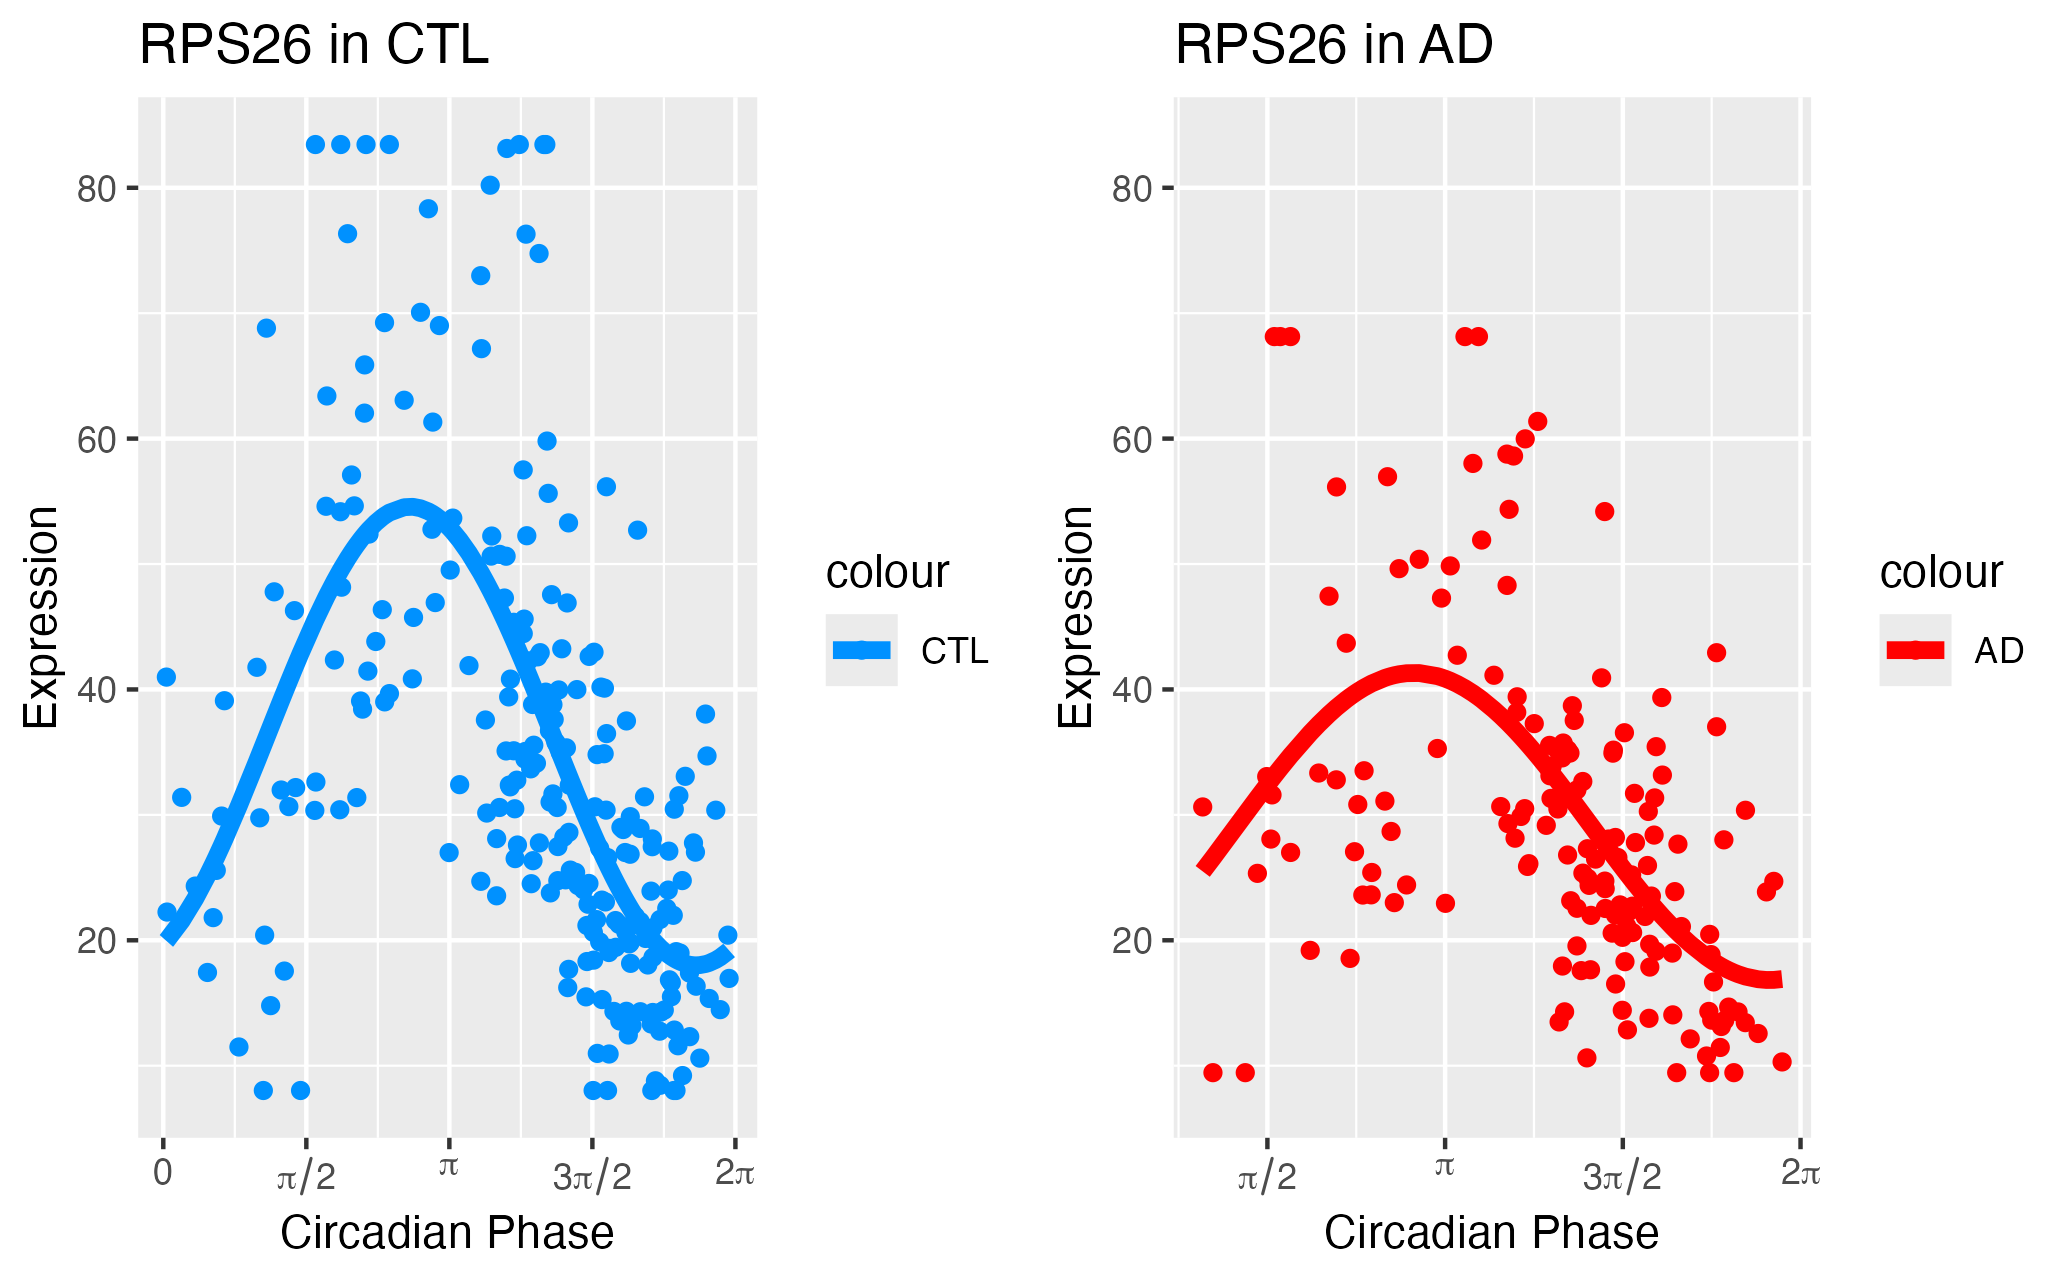 RPS26 in CTL
80
60
40
20
Expression
0
π/2
π
3π/2
2π
Circadian Phase
colour
CTL
RPS26 in AD
80
60
40
20
Expression
π/2
π
3π/2
2π
Circadian Phase
colour
AD